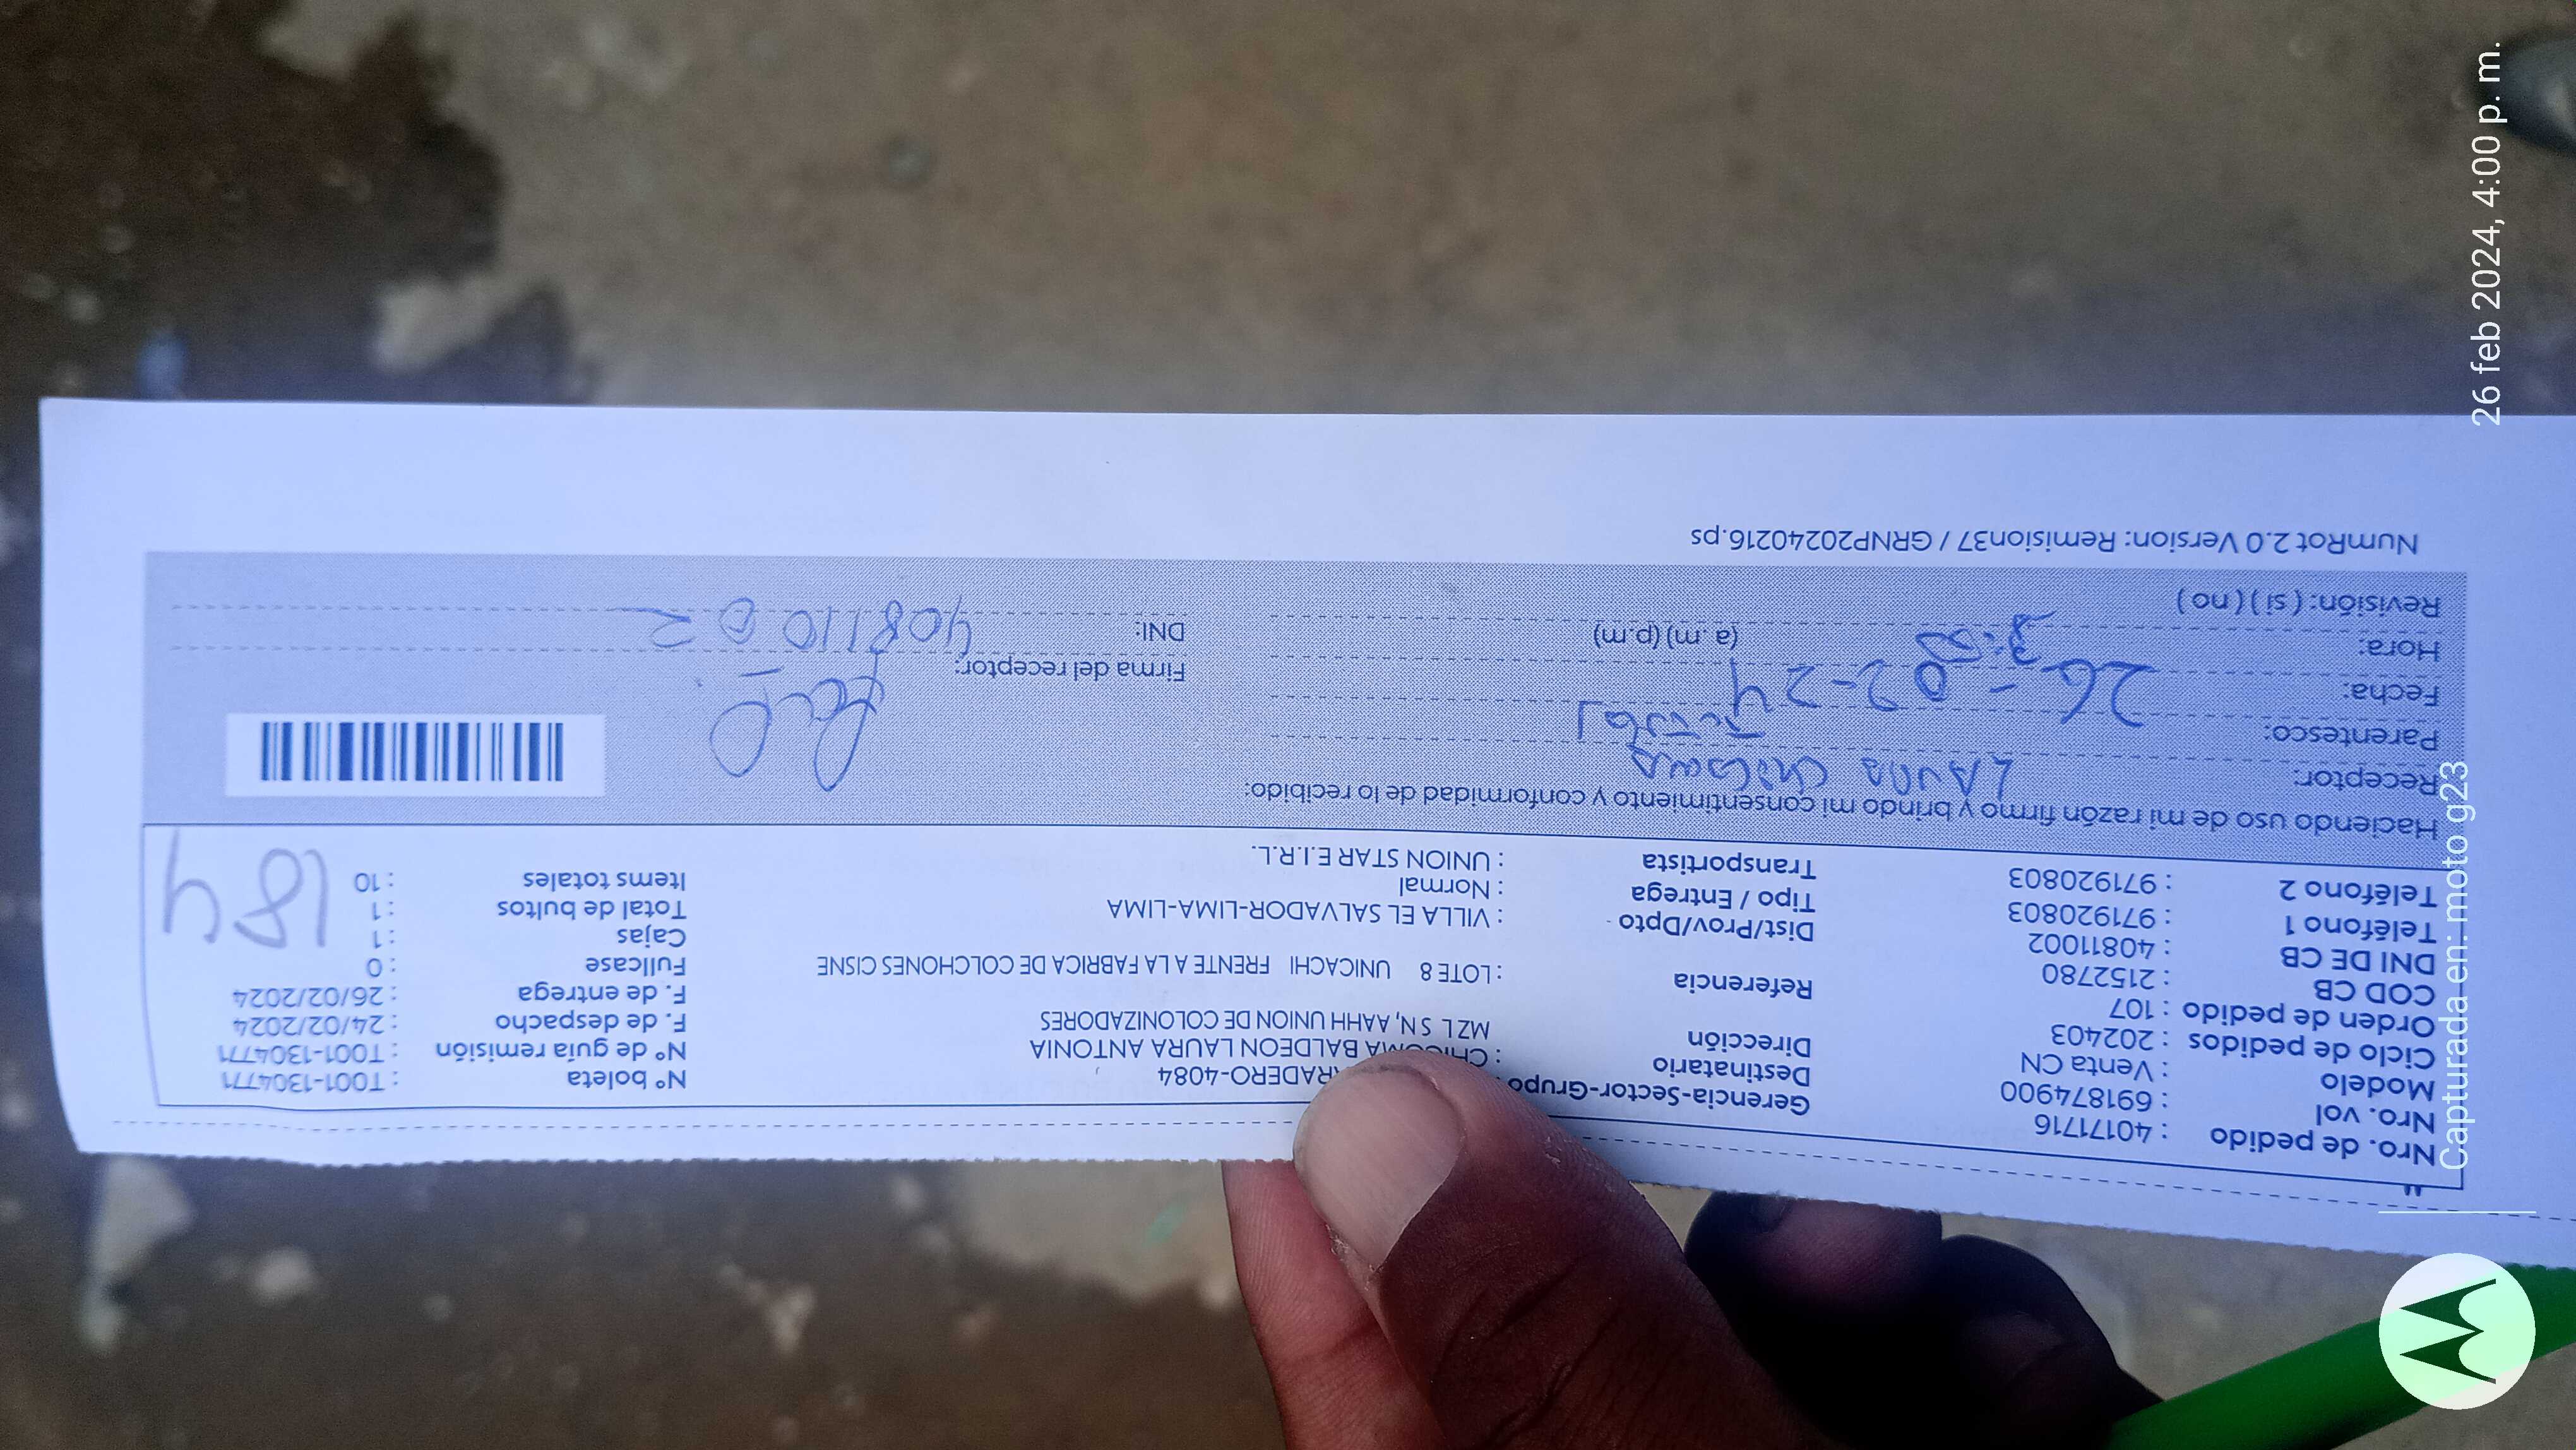 Nro. de pedido : 40171716
Nro. vol : 691874900
Modelo : Venta CN
Ciclo de pedidos : 202403
Orden de pedido : 107
COD CB : 2152780
DNI DE CB : 40811002
Teléfono 1 : 971920803
Teléfono 2 : 971920803
Gerencia-Sector-Grupo RRADERO-4084
Destinatario : BALDEON LAURA ANTONIA
Dirección MZ L S N, AAHH UNION DE COLONIZADORES
Referencia : LOTE 8 UNICACHI FRENTE A LA FABRICA DE COLCHONES CISNE
Dist/Prov/Dpto : VILLA EL SALVADOR-LIMA-LIMA
Tipo / Entrega : Normal
Transportista : UNION STAR E.I.R.L.
Nº boleta : T001-1304771
Nº de guía remisión : T001-1304771
F. de despacho : 24/02/2024
F. de entrega : 26/02/2024
Fullcase : 0
Cajas : 1
Total de bultos : 1
Items totales : 10
184
Haciendo uso de mi razón firmo y brindo mi consentimiento y conformidad de lo recibido:
Receptor: LAURA Chicoma
Parentesco: Titular
Fecha: 26-02-24
Hora: 3:50 (a. m.) (p.m)
Revisión: ( si ) ( no )
Firma del receptor:
DNI: 40811002
NumRot 2.0 Version: Remision37 / GRNP20240216.ps
Capturada en: moto g23
26 feb 2024, 4:00 p. m.